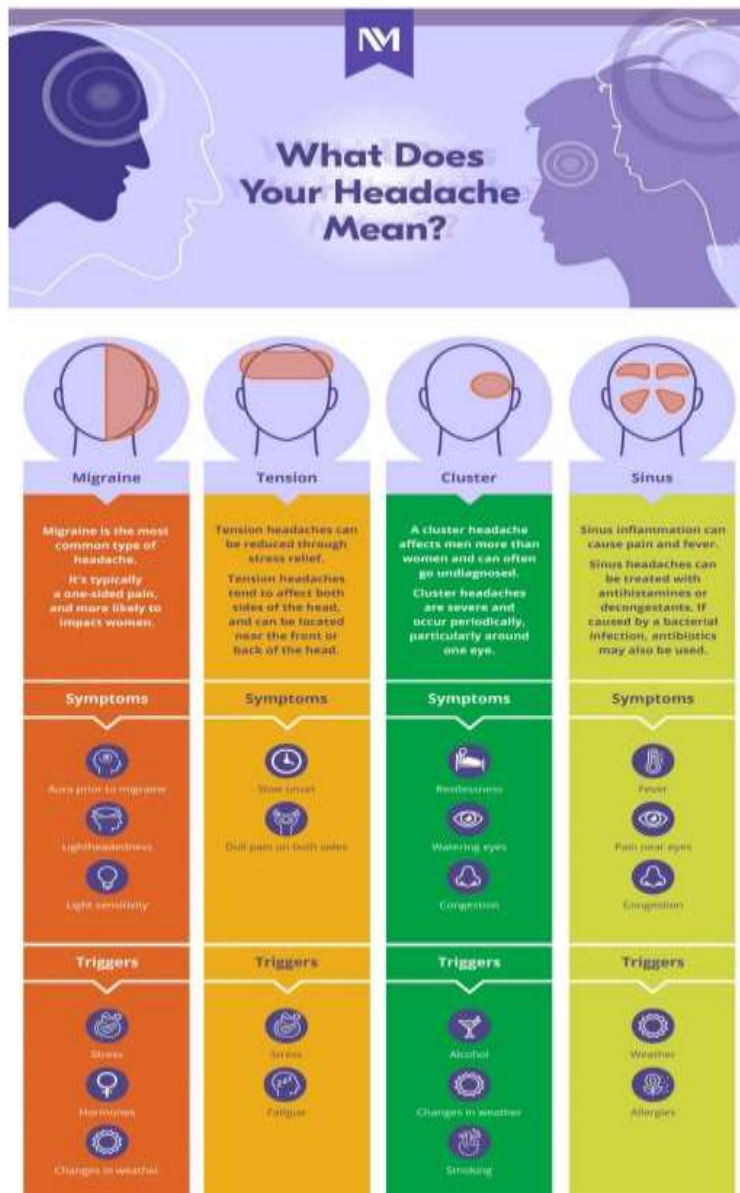 NM
What Does
Your Headache
Mean?
Migraine
Migraine is the most
common type of
headache.
It's typically
a one-sided pain,
and more likely to
impact women.
Symptoms
Aura prior to migraine
Lightheadedness
Light sensitivity
Triggers
Stress
Hormones
Changes in weather
Tension
Tension headaches can
be reduced through
stress relief.
Tension headaches
tend to affect both
sides of the head,
and can be located
near the front or
back of the head.
Symptoms
Slow onset
Dull pain on both sides
Triggers
Stress
Fatigue
Cluster
A cluster headache
affects men more than
women and can often
go undiagnosed.
Cluster headaches
are severe and
occur periodically,
particularly around
one eye.
Symptoms
Restlessness
Watering eyes
Congestion
Triggers
Alcohol
Changes in weather
Smoking
Sinus
Sinus inflammation can
cause pain and fever.
Sinus headaches can
be treated with
antihistamines or
decongestants. If
caused by a bacterial
infection, antibiotics
may also be used.
Symptoms
Fever
Pain near eyes
Congestion
Triggers
Weather
Allergies